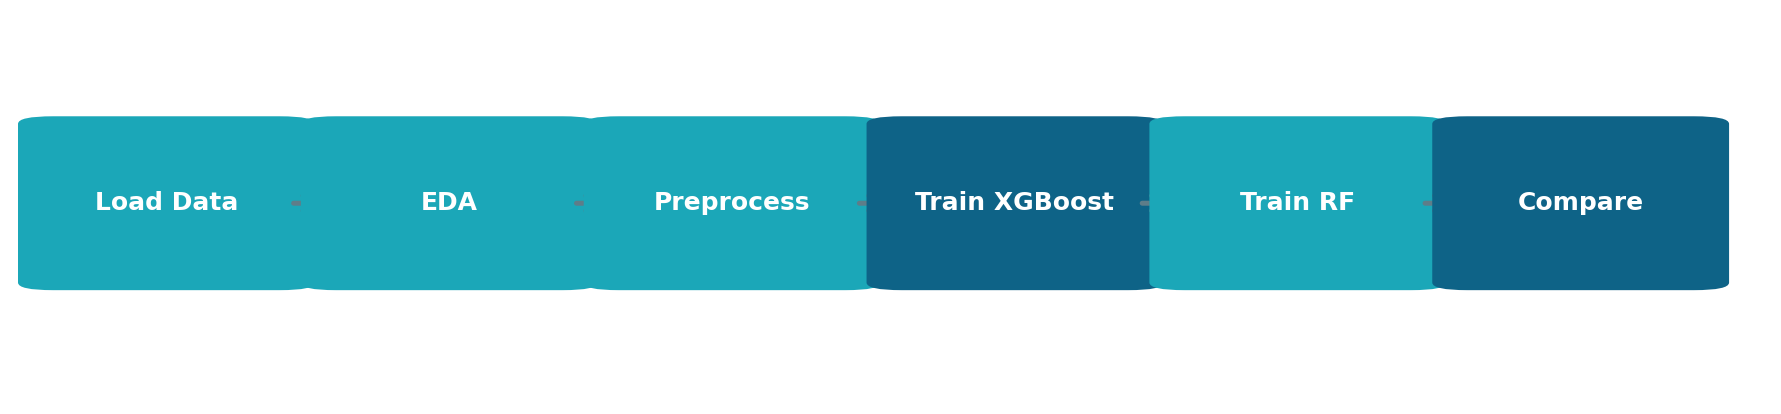 Load Data
EDA
Preprocess
Train XGBoost
Train RF
Compare